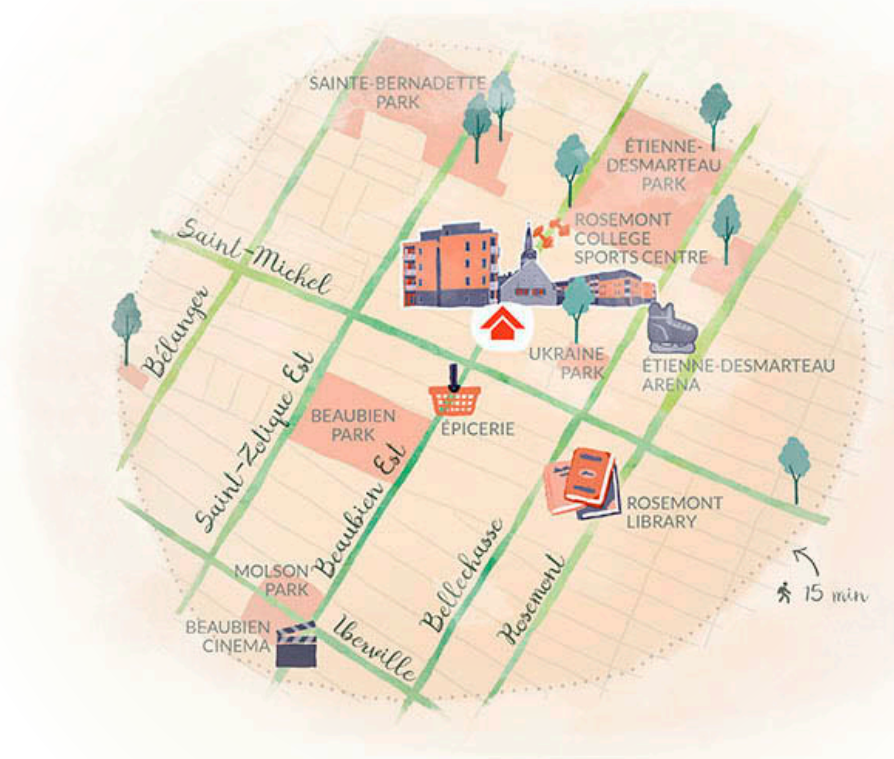 SAINTE-BERNADETTE
PARK
ÉTIENNE-
DESMARTEAU
PARK
ROSEMONT
COLLEGE
SPORTS CENTRE
Saint-Michel
Bélanger
UKRAINE
PARK
ÉTIENNE-DESMARTEAU
ARENA
Saint-Zotique Est
BEAUBIEN
PARK
ÉPICERIE
Beaubien Est
ROSEMONT
LIBRARY
Bellechasse
Rosemont
MOLSON
PARK
BEAUBIEN
CINEMA
Iberville
15 min